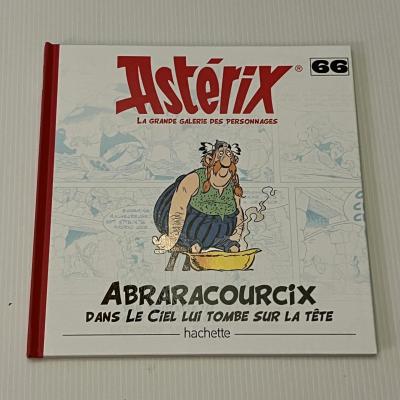 Astérix ®
66
La grande galerie des personnages
Abraracourcix
dans Le Ciel lui tombe sur la tête
hachette